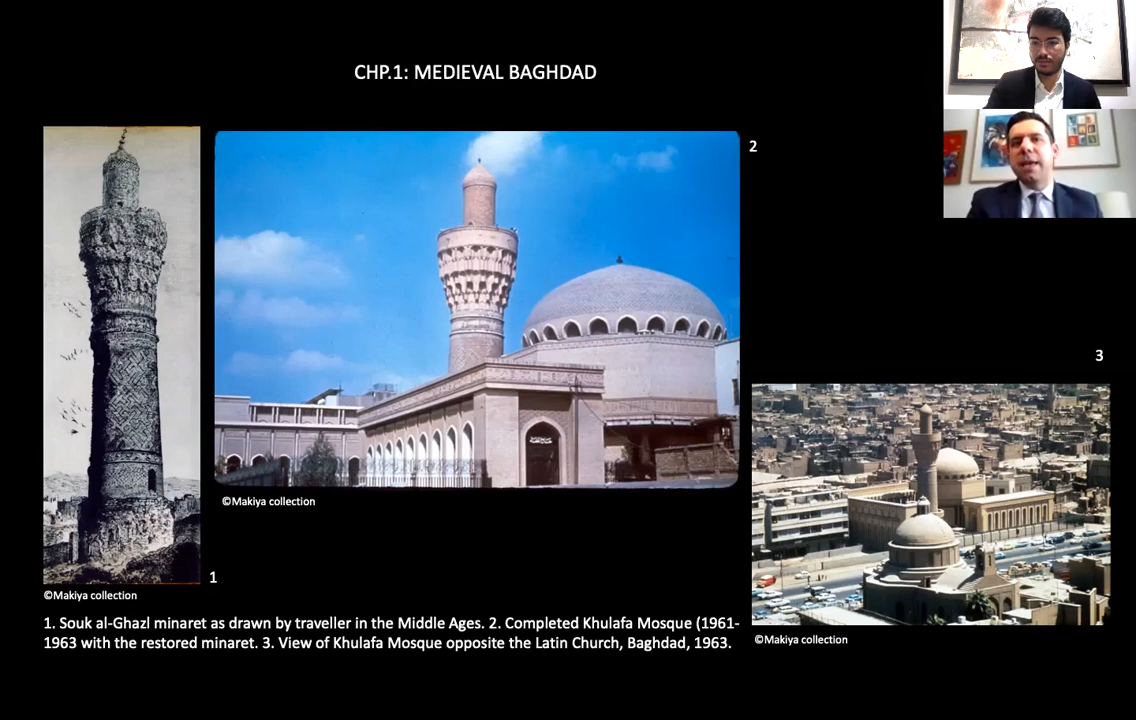 CHP.1: MEDIEVAL BAGHDAD
2
3
©Makiya collection
1
©Makiya collection
1. Souk al-Ghazl minaret as drawn by traveller in the Middle Ages. 2. Completed Khulafa Mosque (1961-
1963 with the restored minaret. 3. View of Khulafa Mosque opposite the Latin Church, Baghdad, 1963.
©Makiya collection